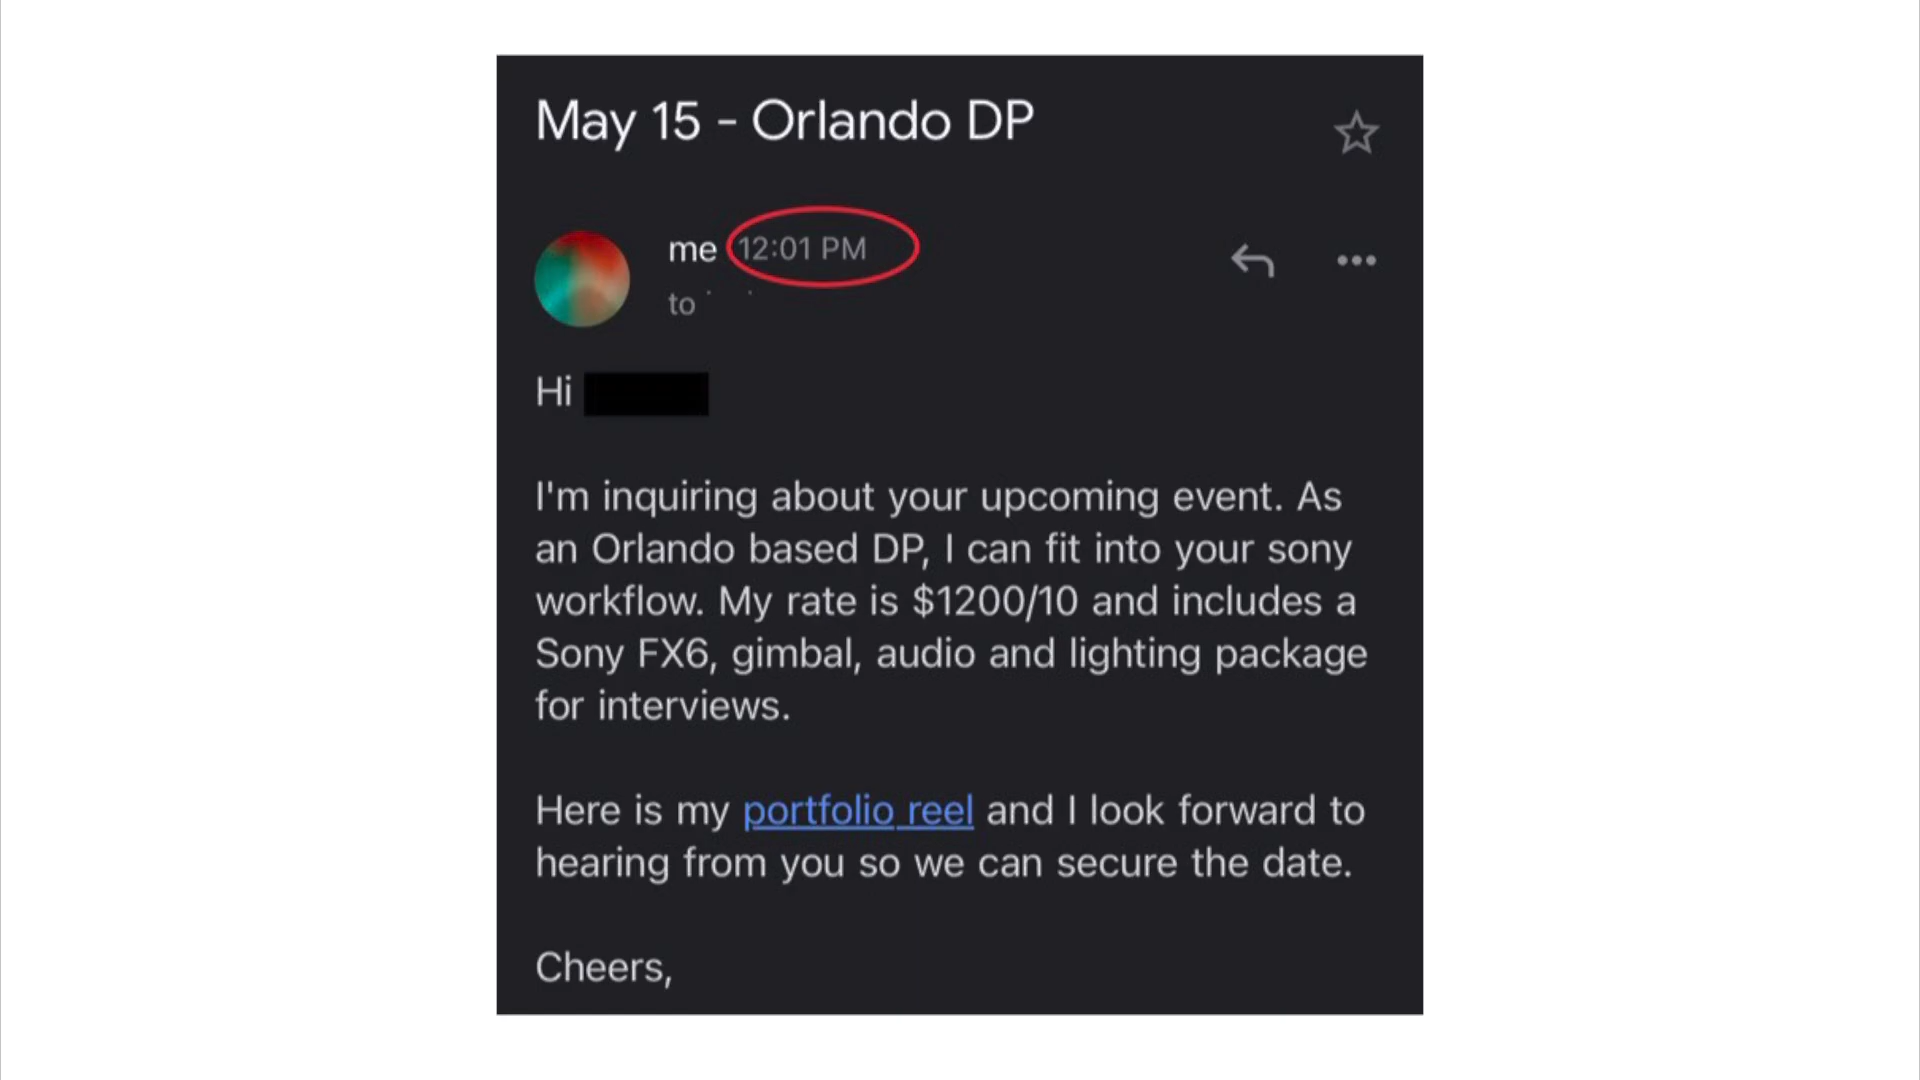 May 15 - Orlando DP
me 12:01 PM
to
Hi
I'm inquiring about your upcoming event. As
an Orlando based DP, I can fit into your sony
workflow. My rate is $1200/10 and includes a
Sony FX6, gimbal, audio and lighting package
for interviews.
Here is my portfolio reel and I look forward to
hearing from you so we can secure the date.
Cheers,